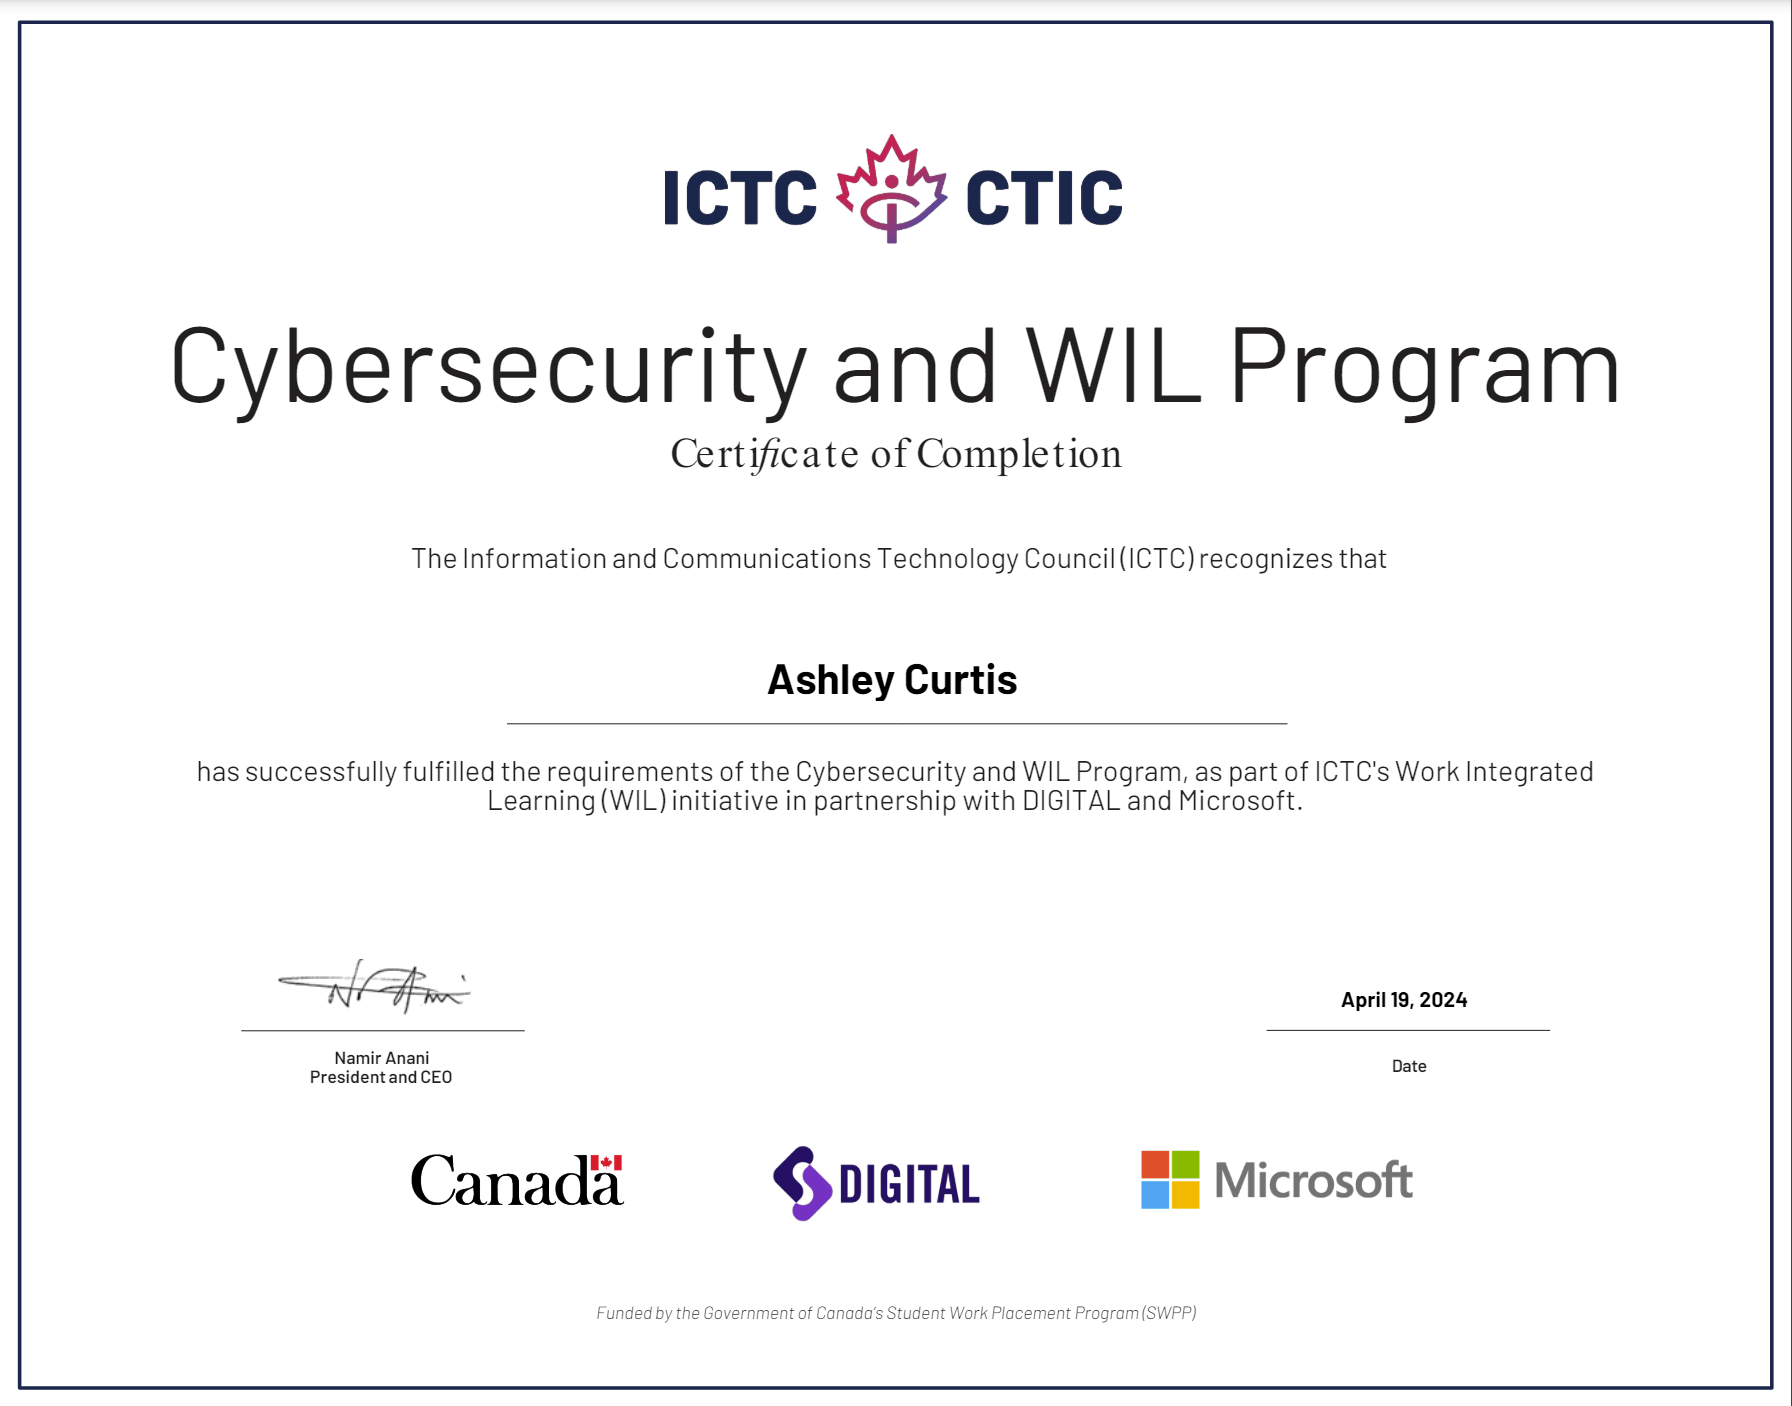 ICTC CTIC
Cybersecurity and WIL Program
Certificate of Completion
The Information and Communications Technology Council (ICTC) recognizes that
Ashley Curtis
has successfully fulfilled the requirements of the Cybersecurity and WIL Program, as part of ICTC's Work Integrated
Learning (WIL) initiative in partnership with DIGITAL and Microsoft.
April 19, 2024
Namir Anani
President and CEO
Date
Canada DIGITAL Microsoft
Funded by the Government of Canada's Student Work Placement Program (SWPP)